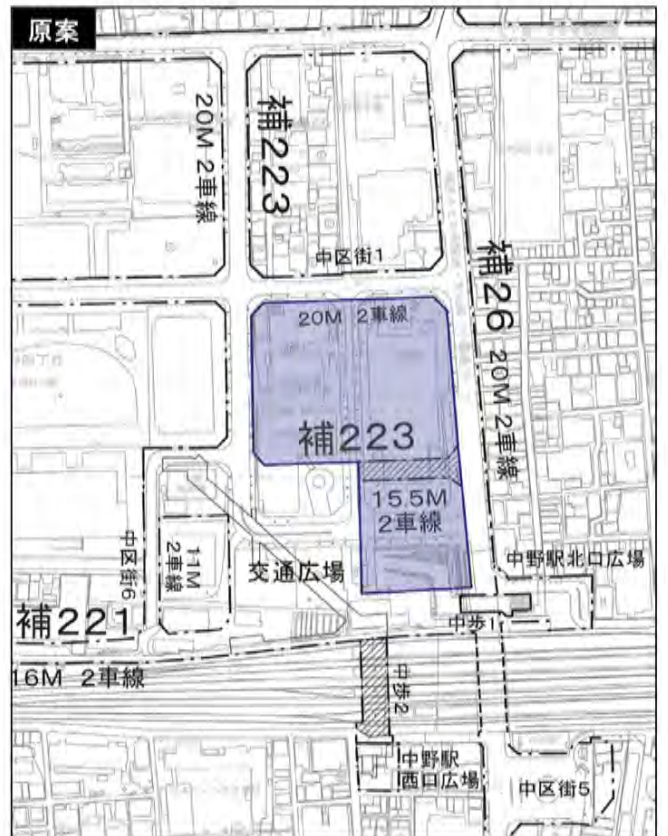 原案
20M 2車線
補223
中区街1
補26
20M 2車線
20M 2車線
補223
15.5M
2車線
中野駅北口広場
中区街6
11M
2車線
交通広場
補221
中歩1
16M 2車線
中歩2
中野駅
西口広場
中区街5